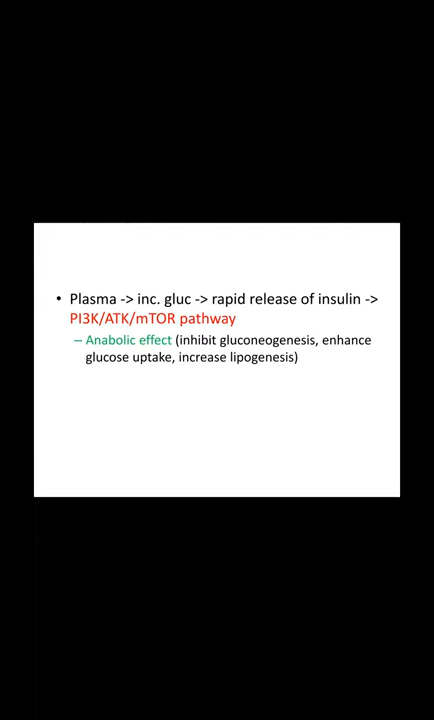 • Plasma -> inc. gluc -> rapid release of insulin ->
PI3K/ATK/mTOR pathway
– Anabolic effect (inhibit gluconeogenesis, enhance
glucose uptake, increase lipogenesis)